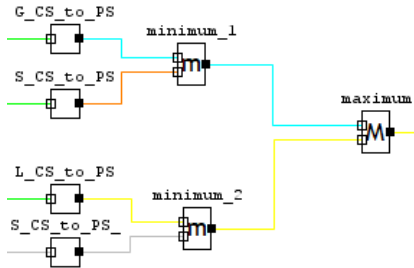 G_CS_to_PS
minimum_1
m
S_CS_to_PS
maximum
M
L_CS_to_PS
minimum_2
m
S_CS_to_PS_